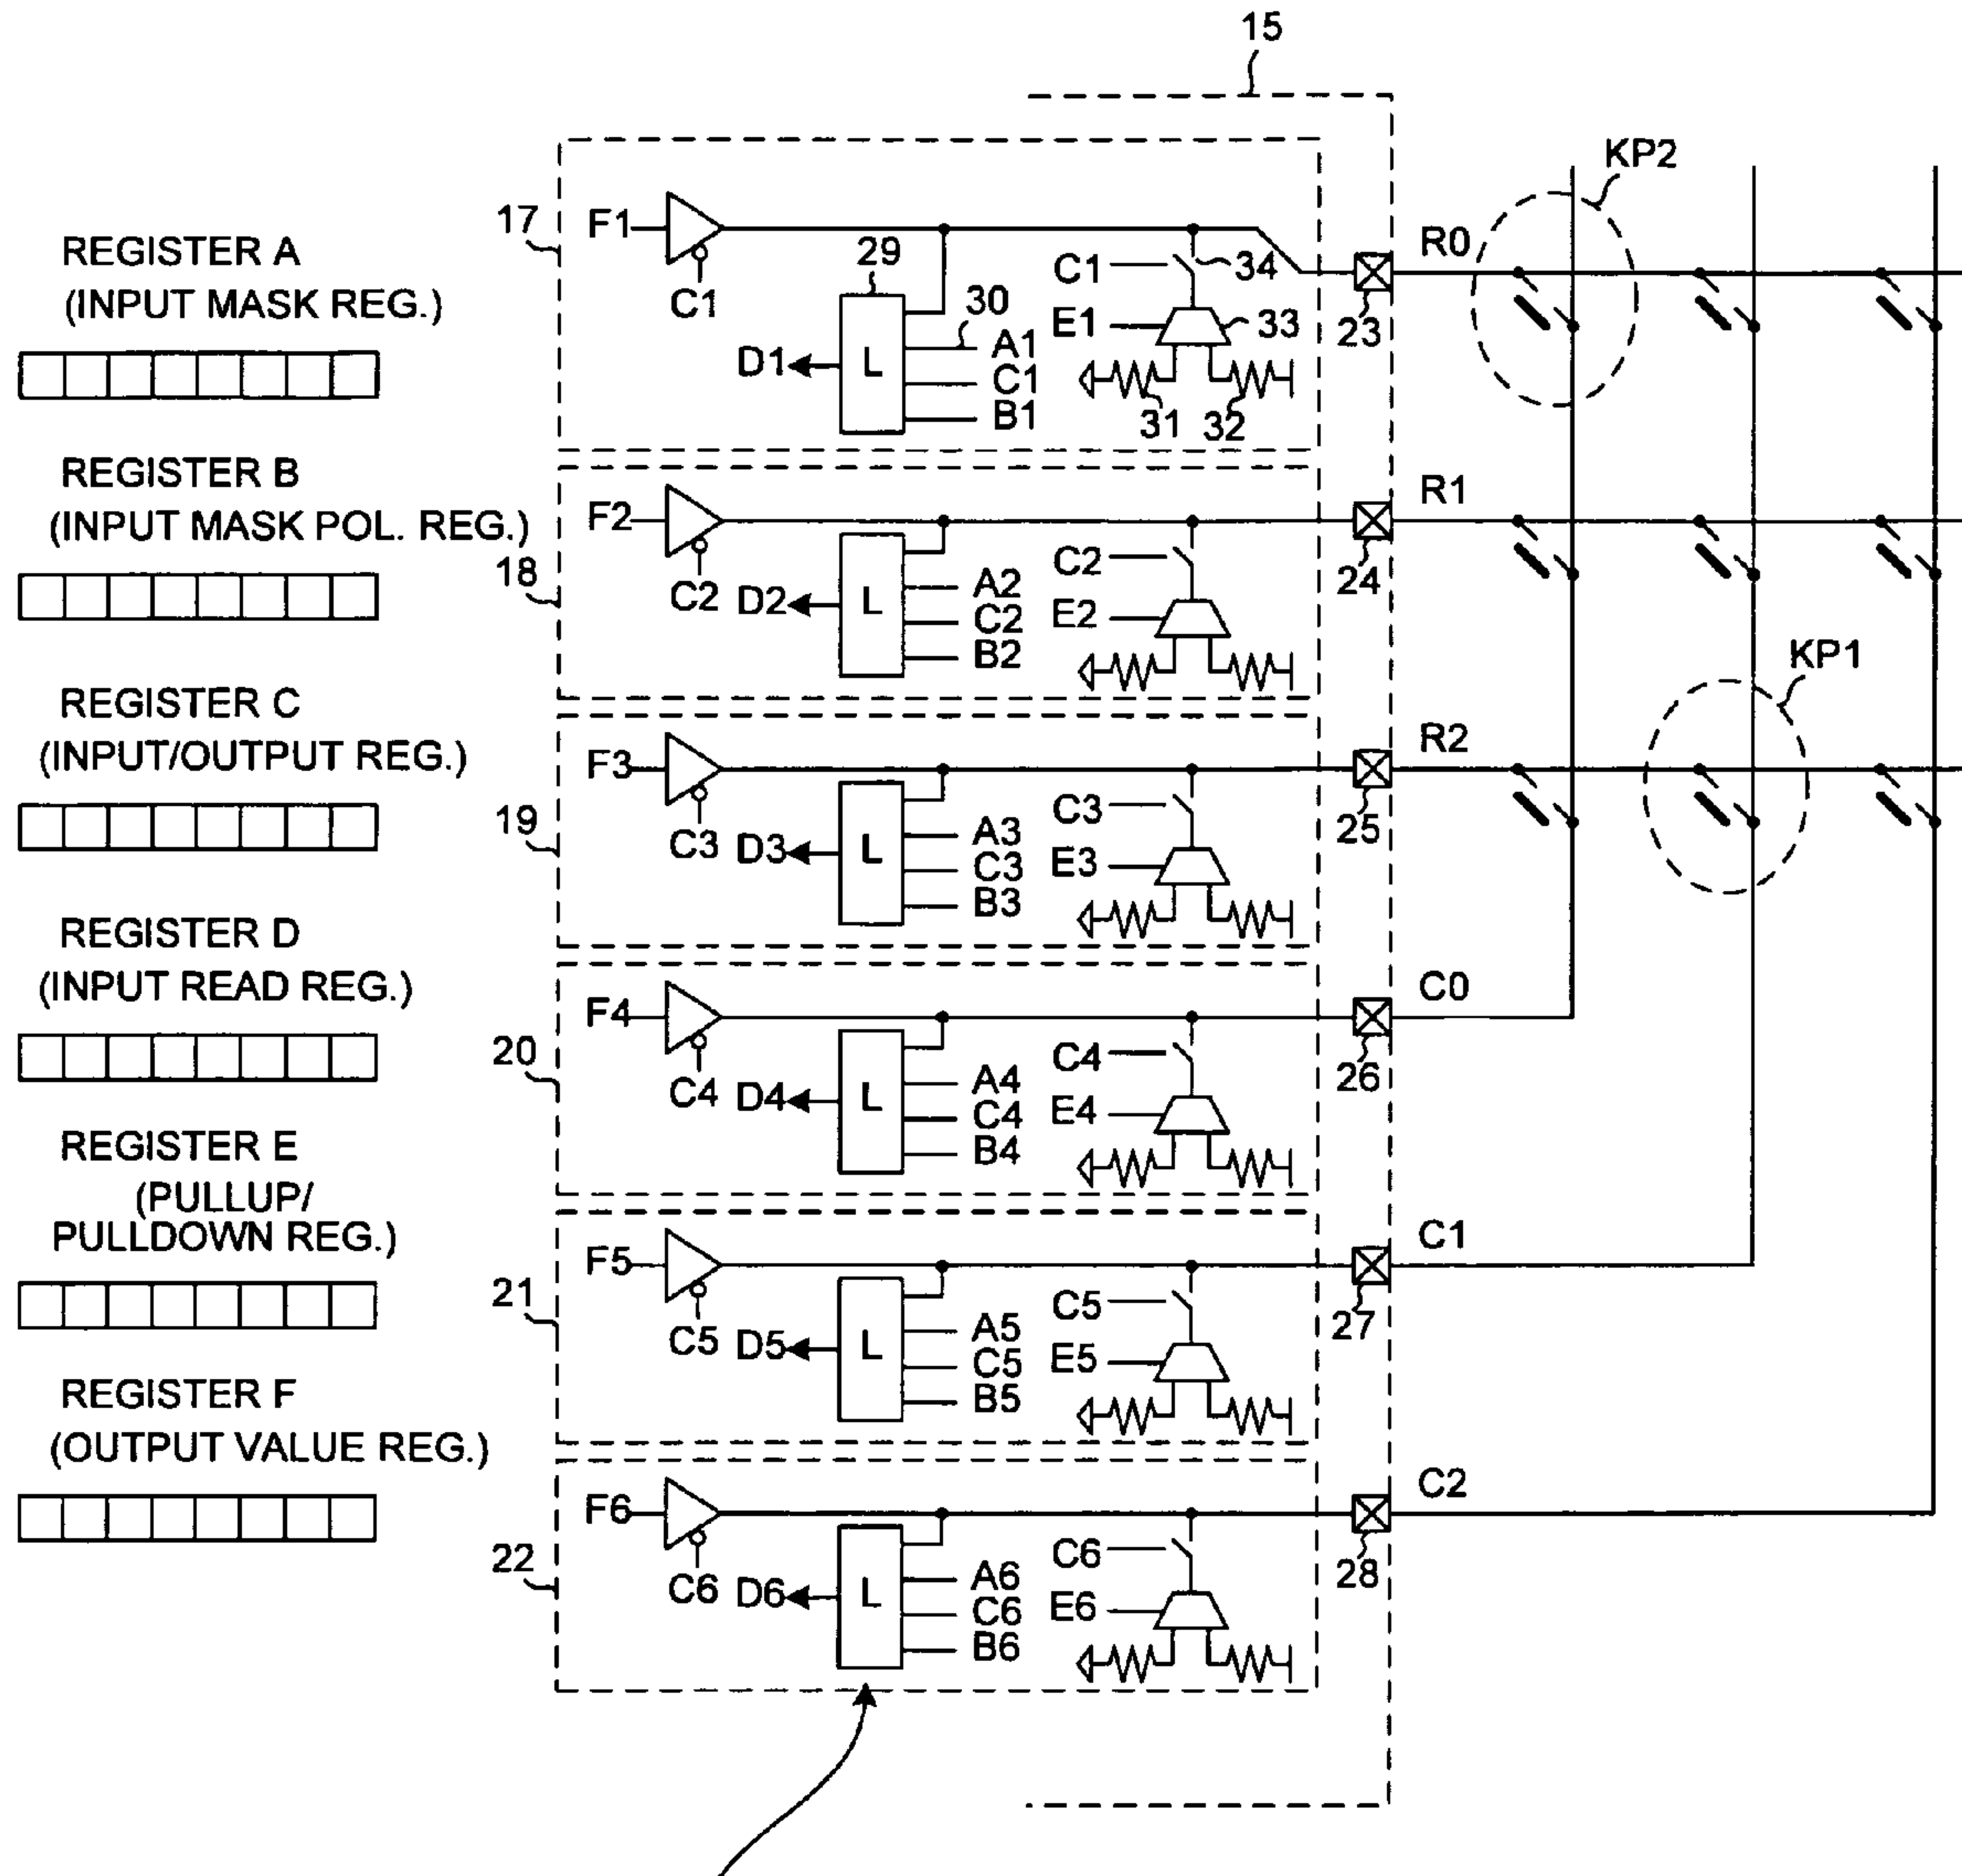 15
REGISTER A
(INPUT MASK REG.)
REGISTER B
(INPUT MASK POL. REG.)
REGISTER C
(INPUT/OUTPUT REG.)
REGISTER D
(INPUT READ REG.)
REGISTER E
(PULLUP/
PULLDOWN REG.)
REGISTER F
(OUTPUT VALUE REG.)
17
F1
C1
29
30
D1
L
A1
C1
B1
C1
E1
34
33
31
32
23
R0
KP2
18
F2
C2
D2
L
A2
C2
B2
C2
E2
24
R1
19
F3
C3
D3
L
A3
C3
B3
C3
E3
25
R2
KP1
20
F4
C4
D4
L
A4
C4
B4
C4
E4
26
C0
21
F5
C5
D5
L
A5
C5
B5
C5
E5
27
C1
22
F6
C6
D6
L
A6
C6
B6
C6
E6
28
C2